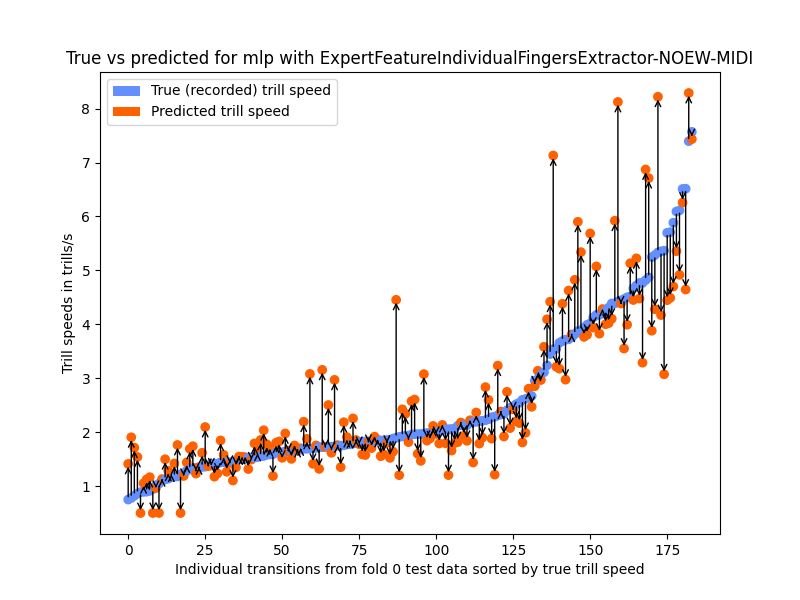 True vs predicted for mlp with ExpertFeatureIndividualFingersExtractor-NOEW-MIDI
True (recorded) trill speed
Predicted trill speed
8
7
6
5
4
3
2
1
Trill speeds in trills/s
0 25 50 75 100 125 150 175
Individual transitions from fold 0 test data sorted by true trill speed